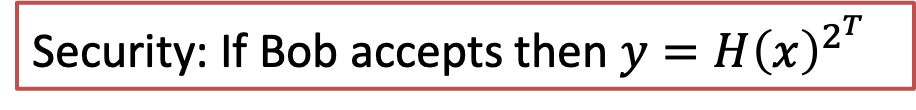 Security: If Bob accepts then $y = H(x)^{2^T}$